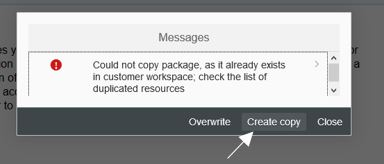 Messages
Could not copy package, as it already exists
in customer workspace; check the list of
duplicated resources
Overwrite
Create copy
Close